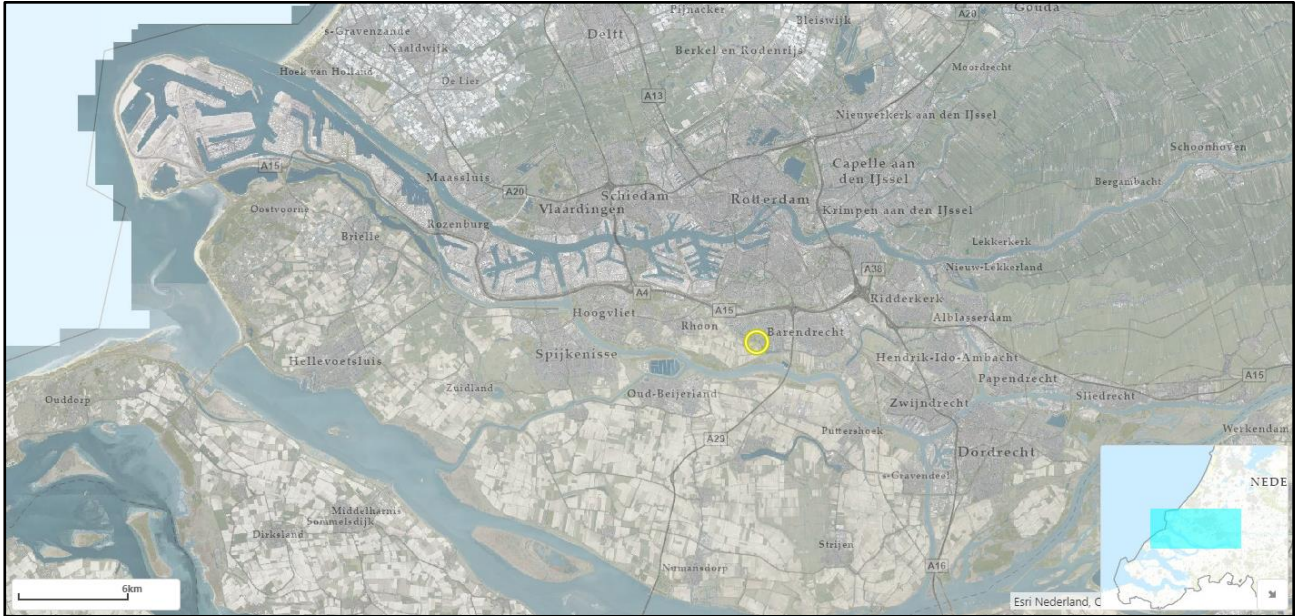 Pijnacker
Bleiswijk
A20
Gouda
's-Gravenzande
Delft
Naaldwijk
Berkel en Rodenrijs
Hoek van Holland
De Lier
Moordrecht
A13
Nieuwerkerk aan den IJssel
Schoonhoven
A15
Maassluis
Capelle aan
den IJssel
Bergambacht
A20
Schiedam
Rotterdam
Vlaardingen
Oostvoorne
Krimpen aan den IJssel
Rozenburg
Brielle
Lekkerkerk
Nieuw-Lekkerland
A4
A38
Ridderkerk
Hoogvliet
A15
Alblasserdam
Rhoon
Barendrecht
Hellevoetsluis
Spijkenisse
Hendrik-Ido-Ambacht
A15
Papendrecht
Zuidland
Oud-Beijerland
Sliedrecht
Ouddorp
Zwijndrecht
Puttershoek
Werkendam
A29
Dordrecht
's-Gravendeel
NEDE
Middelharnis
Sommelsdijk
Dirksland
Strijen
A16
Numansdorp
6km
Esri Nederland, C